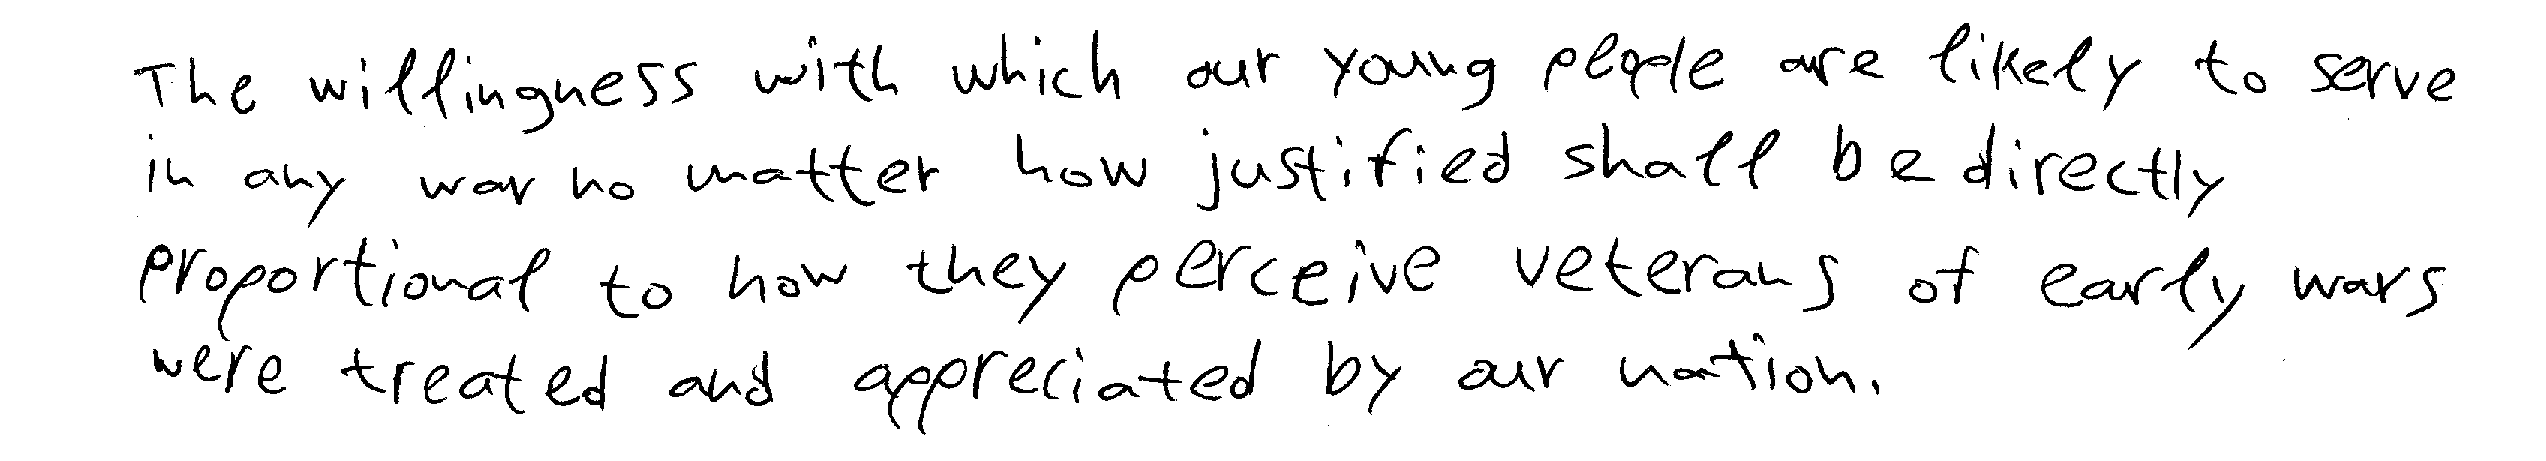 The willingness with which our young people are likely to serve
in any war no matter how justified shall be directly
proportional to how they perceive veterans of early wars
were treated and appreciated by our nation.